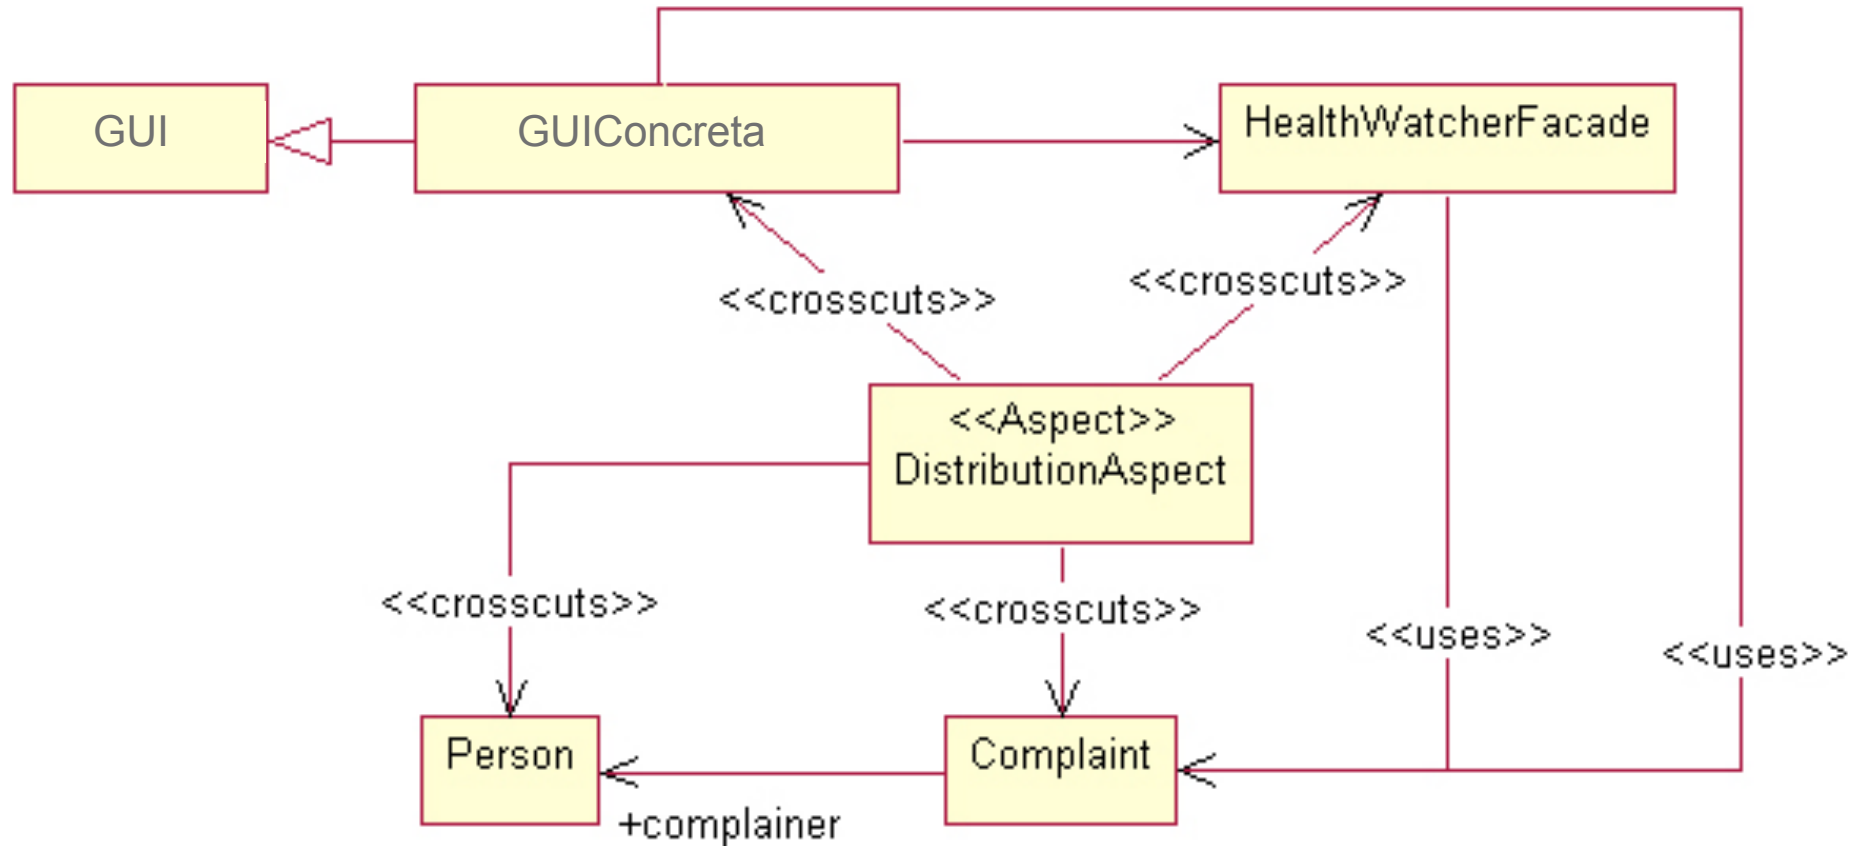 GUI
GUIConcreta
HealthWatcherFacade
<<crosscuts>>
<<crosscuts>>
<<Aspect>>
DistributionAspect
<<crosscuts>>
<<crosscuts>>
<<uses>>
<<uses>>
Person
Complaint
+complainer